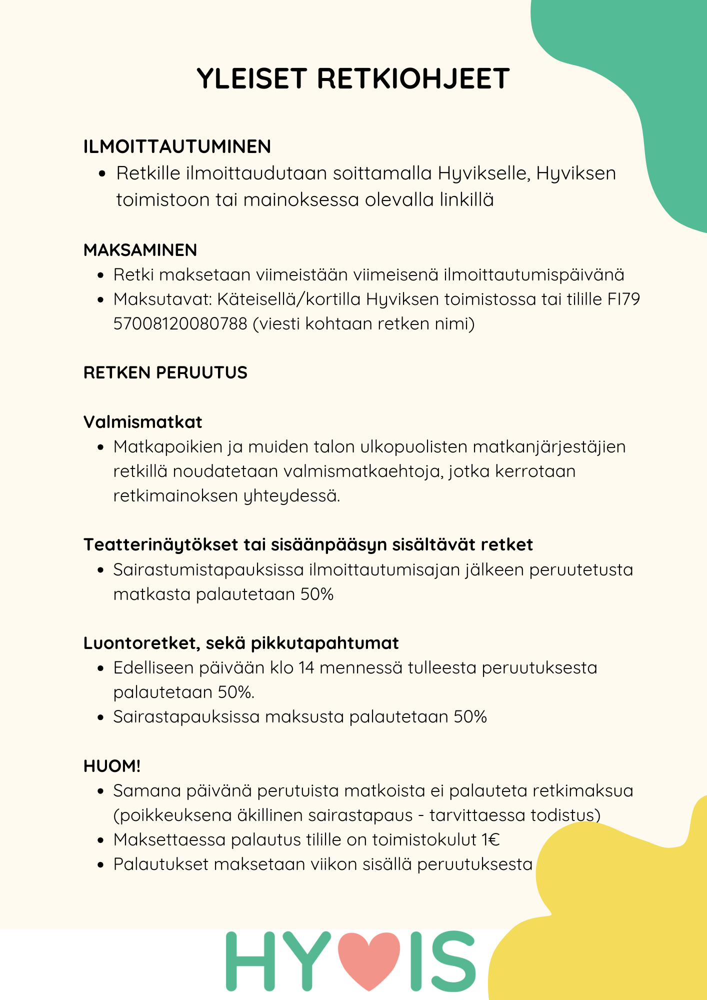 YLEISET RETKIOHJEET
ILMOITTAUTUMINEN
• Retkille ilmoittaudutaan soittamalla Hyvikselle, Hyviksen
toimistoon tai mainoksessa olevalla linkillä
MAKSAMINEN
• Retki maksetaan viimeistään viimeisenä ilmoittautumispäivänä
• Maksutavat: Käteisellä/kortilla Hyviksen toimistossa tai tilille FI79
57008120080788 (viesti kohtaan retken nimi)
RETKEN PERUUTUS
Valmismatkat
• Matkapoikien ja muiden talon ulkopuolisten matkanjärjestäjien
retkillä noudatetaan valmismatkaehtoja, jotka kerrotaan
retkimainoksen yhteydessä.
Teatterinäytökset tai sisäänpääsyn sisältävät retket
• Sairastumistapauksissa ilmoittautumisajan jälkeen peruutetusta
matkasta palautetaan 50%
Luontoretket, sekä pikkutapahtumat
• Edelliseen päivään klo 14 mennessä tulleesta peruutuksesta
palautetaan 50%.
• Sairastapauksissa maksusta palautetaan 50%
HUOM!
• Samana päivänä perutuista matkoista ei palauteta retkimaksua
(poikkeuksena äkillinen sairastapaus - tarvittaessa todistus)
• Maksettaessa palautus tilille on toimistokulut 1€
• Palautukset maksetaan viikon sisällä peruutuksesta
HY♥IS